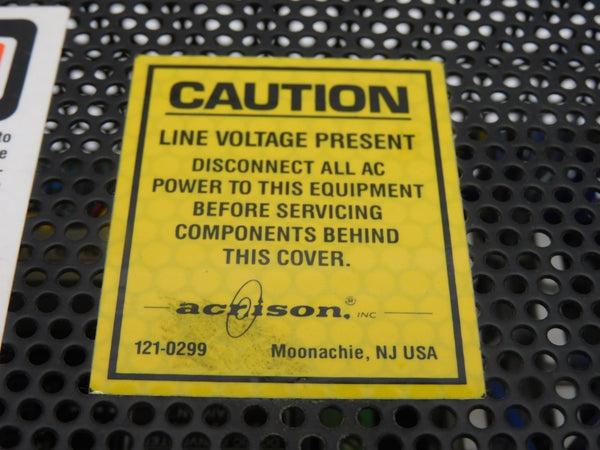 CAUTION
LINE VOLTAGE PRESENT
DISCONNECT ALL AC
POWER TO THIS EQUIPMENT
BEFORE SERVICING
COMPONENTS BEHIND
THIS COVER.
acrison.® INC
121-0299 Moonachie, NJ USA
to